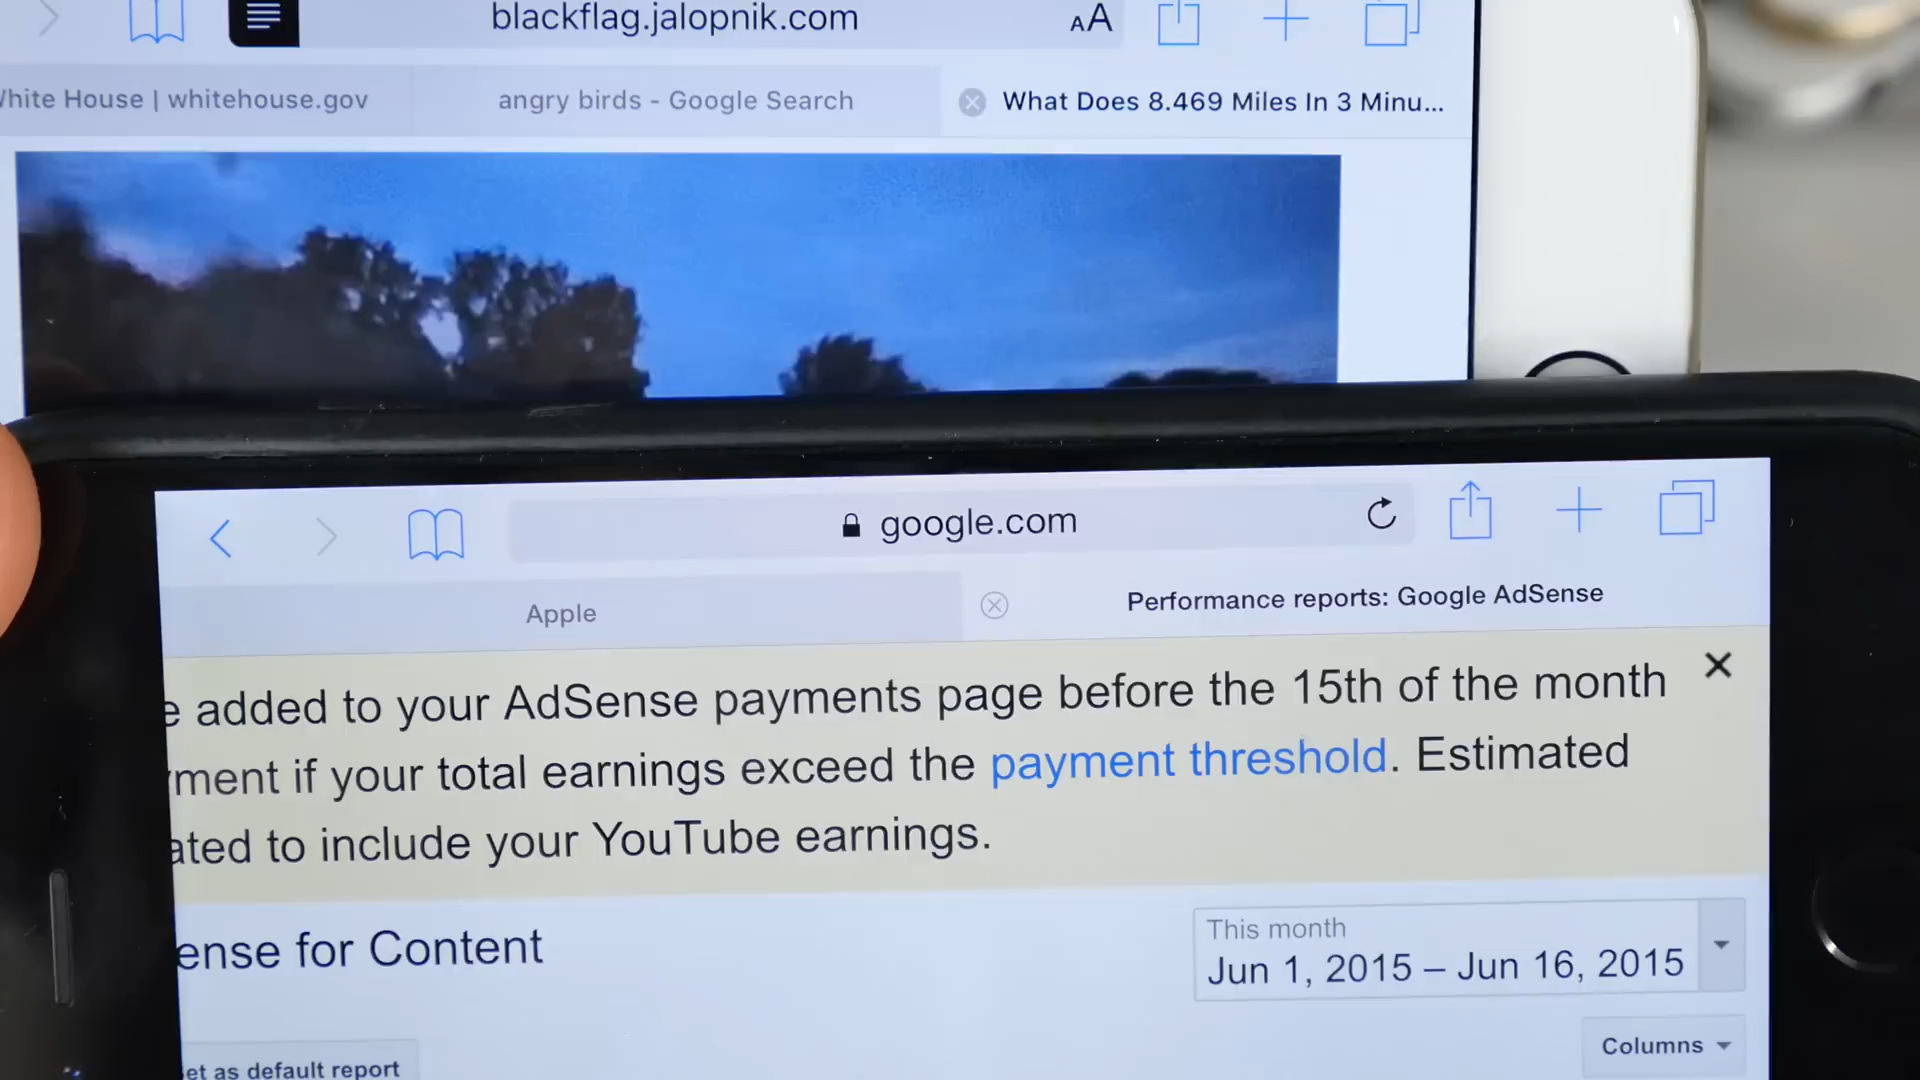 blackflag.jalopnik.com
AA
White House | whitehouse.gov
angry birds - Google Search
What Does 8.469 Miles In 3 Minu...
google.com
Apple
Performance reports: Google AdSense
e added to your AdSense payments page before the 15th of the month
ment if your total earnings exceed the payment threshold. Estimated
ated to include your YouTube earnings.
ense for Content
This month
Jun 1, 2015 – Jun 16, 2015
et as default report
Columns